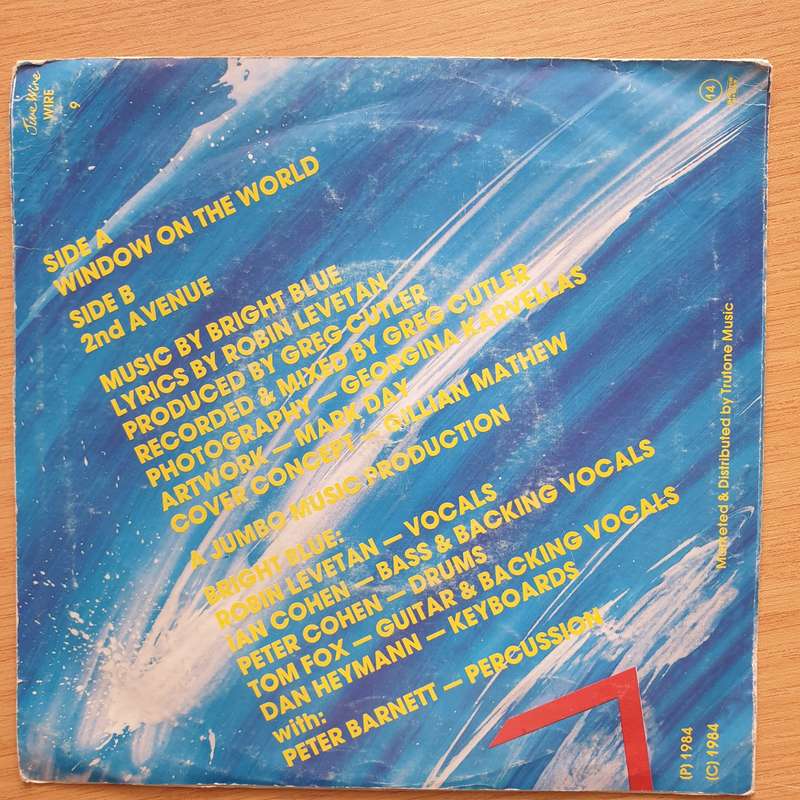 Jive Wire
WIRE
9
14
SIDE A
WINDOW ON THE WORLD
SIDE B
2nd AVENUE
MUSIC BY BRIGHT BLUE
LYRICS BY ROBIN LEVETAN
PRODUCED BY GREG CUTLER
RECORDED & MIXED BY GREG CUTLER
PHOTOGRAPHY — GEORGINA KARVELLAS
ARTWORK — MARK DAY
COVER CONCEPT — GILLIAN MATHEW
A JUMBO MUSIC PRODUCTION
BRIGHT BLUE:
ROBIN LEVETAN — VOCALS
IAN COHEN — BASS & BACKING VOCALS
PETER COHEN — DRUMS
TOM FOX — GUITAR & BACKING VOCALS
DAN HEYMANN — KEYBOARDS
with:
PETER BARNETT — PERCUSSION
Marketed & Distributed by Trutone Music
(P) 1984
(C) 1984